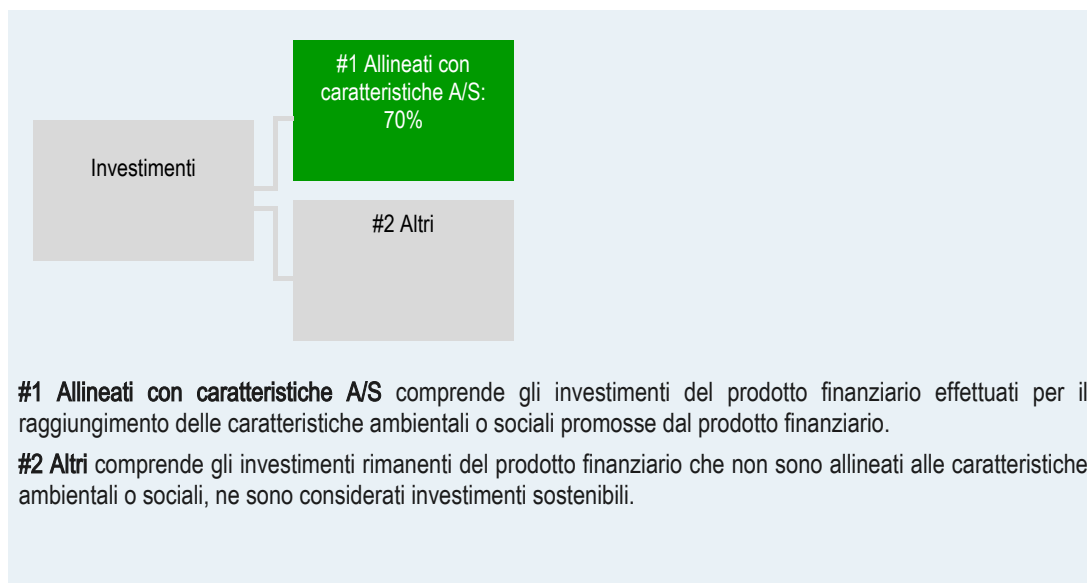 #1 Allineati con
caratteristiche A/S:
70%
Investimenti
#2 Altri
#1 Allineati con caratteristiche A/S comprende gli investimenti del prodotto finanziario effettuati per il
raggiungimento delle caratteristiche ambientali o sociali promosse dal prodotto finanziario.
#2 Altri comprende gli investimenti rimanenti del prodotto finanziario che non sono allineati alle caratteristiche
ambientali o sociali, ne sono considerati investimenti sostenibili.